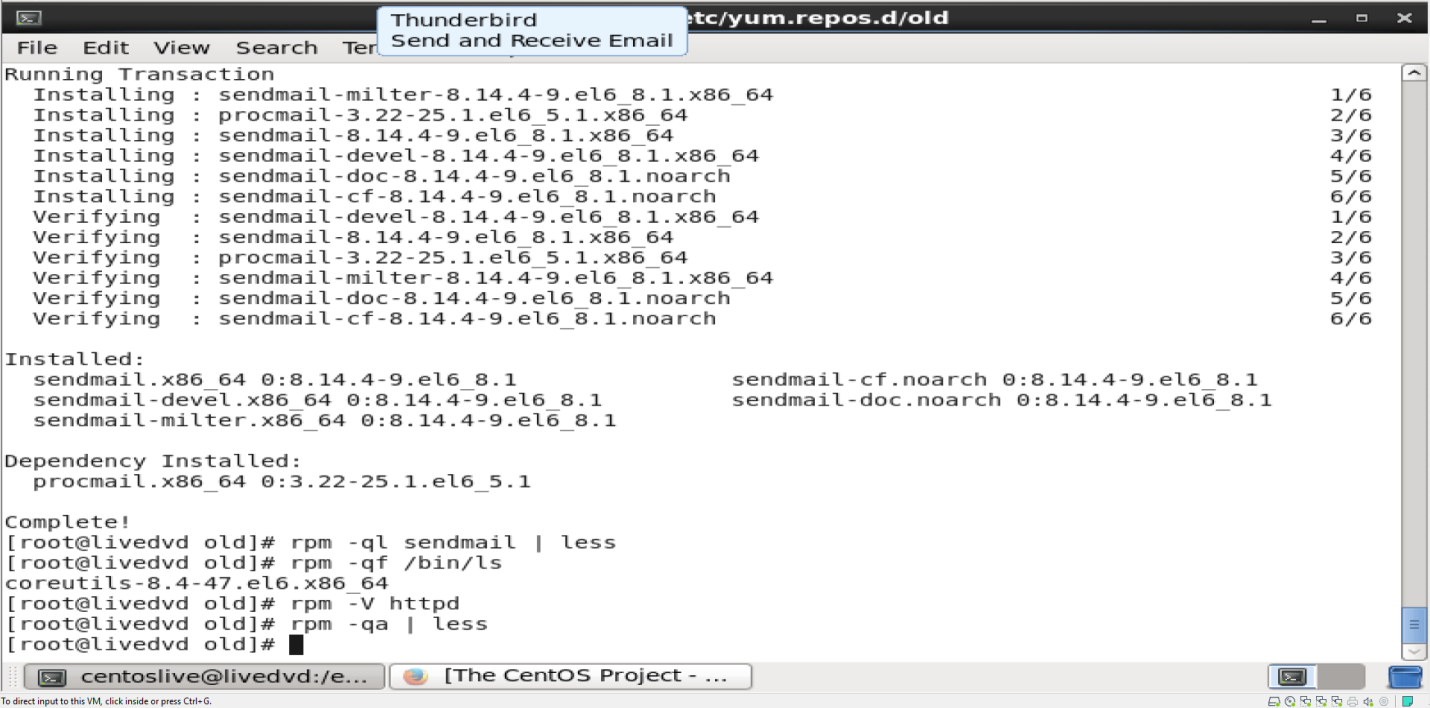 Thunderbird
Send and Receive Email
etc/yum.repos.d/old
File Edit View Search Ter
Running Transaction
  Installing : sendmail-milter-8.14.4-9.el6_8.1.x86_64 1/6
  Installing : procmail-3.22-25.1.el6_5.1.x86_64 2/6
  Installing : sendmail-8.14.4-9.el6_8.1.x86_64 3/6
  Installing : sendmail-devel-8.14.4-9.el6_8.1.x86_64 4/6
  Installing : sendmail-doc-8.14.4-9.el6_8.1.noarch 5/6
  Installing : sendmail-cf-8.14.4-9.el6_8.1.noarch 6/6
  Verifying  : sendmail-devel-8.14.4-9.el6_8.1.x86_64 1/6
  Verifying  : sendmail-8.14.4-9.el6_8.1.x86_64 2/6
  Verifying  : procmail-3.22-25.1.el6_5.1.x86_64 3/6
  Verifying  : sendmail-milter-8.14.4-9.el6_8.1.x86_64 4/6
  Verifying  : sendmail-doc-8.14.4-9.el6_8.1.noarch 5/6
  Verifying  : sendmail-cf-8.14.4-9.el6_8.1.noarch 6/6
Installed:
  sendmail.x86_64 0:8.14.4-9.el6_8.1 sendmail-cf.noarch 0:8.14.4-9.el6_8.1
  sendmail-devel.x86_64 0:8.14.4-9.el6_8.1 sendmail-doc.noarch 0:8.14.4-9.el6_8.1
  sendmail-milter.x86_64 0:8.14.4-9.el6_8.1
Dependency Installed:
  procmail.x86_64 0:3.22-25.1.el6_5.1
Complete!
[root@livedvd old]# rpm -ql sendmail | less
[root@livedvd old]# rpm -qf /bin/ls
coreutils-8.4-47.el6.x86_64
[root@livedvd old]# rpm -V httpd
[root@livedvd old]# rpm -qa | less
[root@livedvd old]#
centoslive@livedvd:/e... [The CentOS Project - ...
To direct input to this VM, click inside or press Ctrl+G.